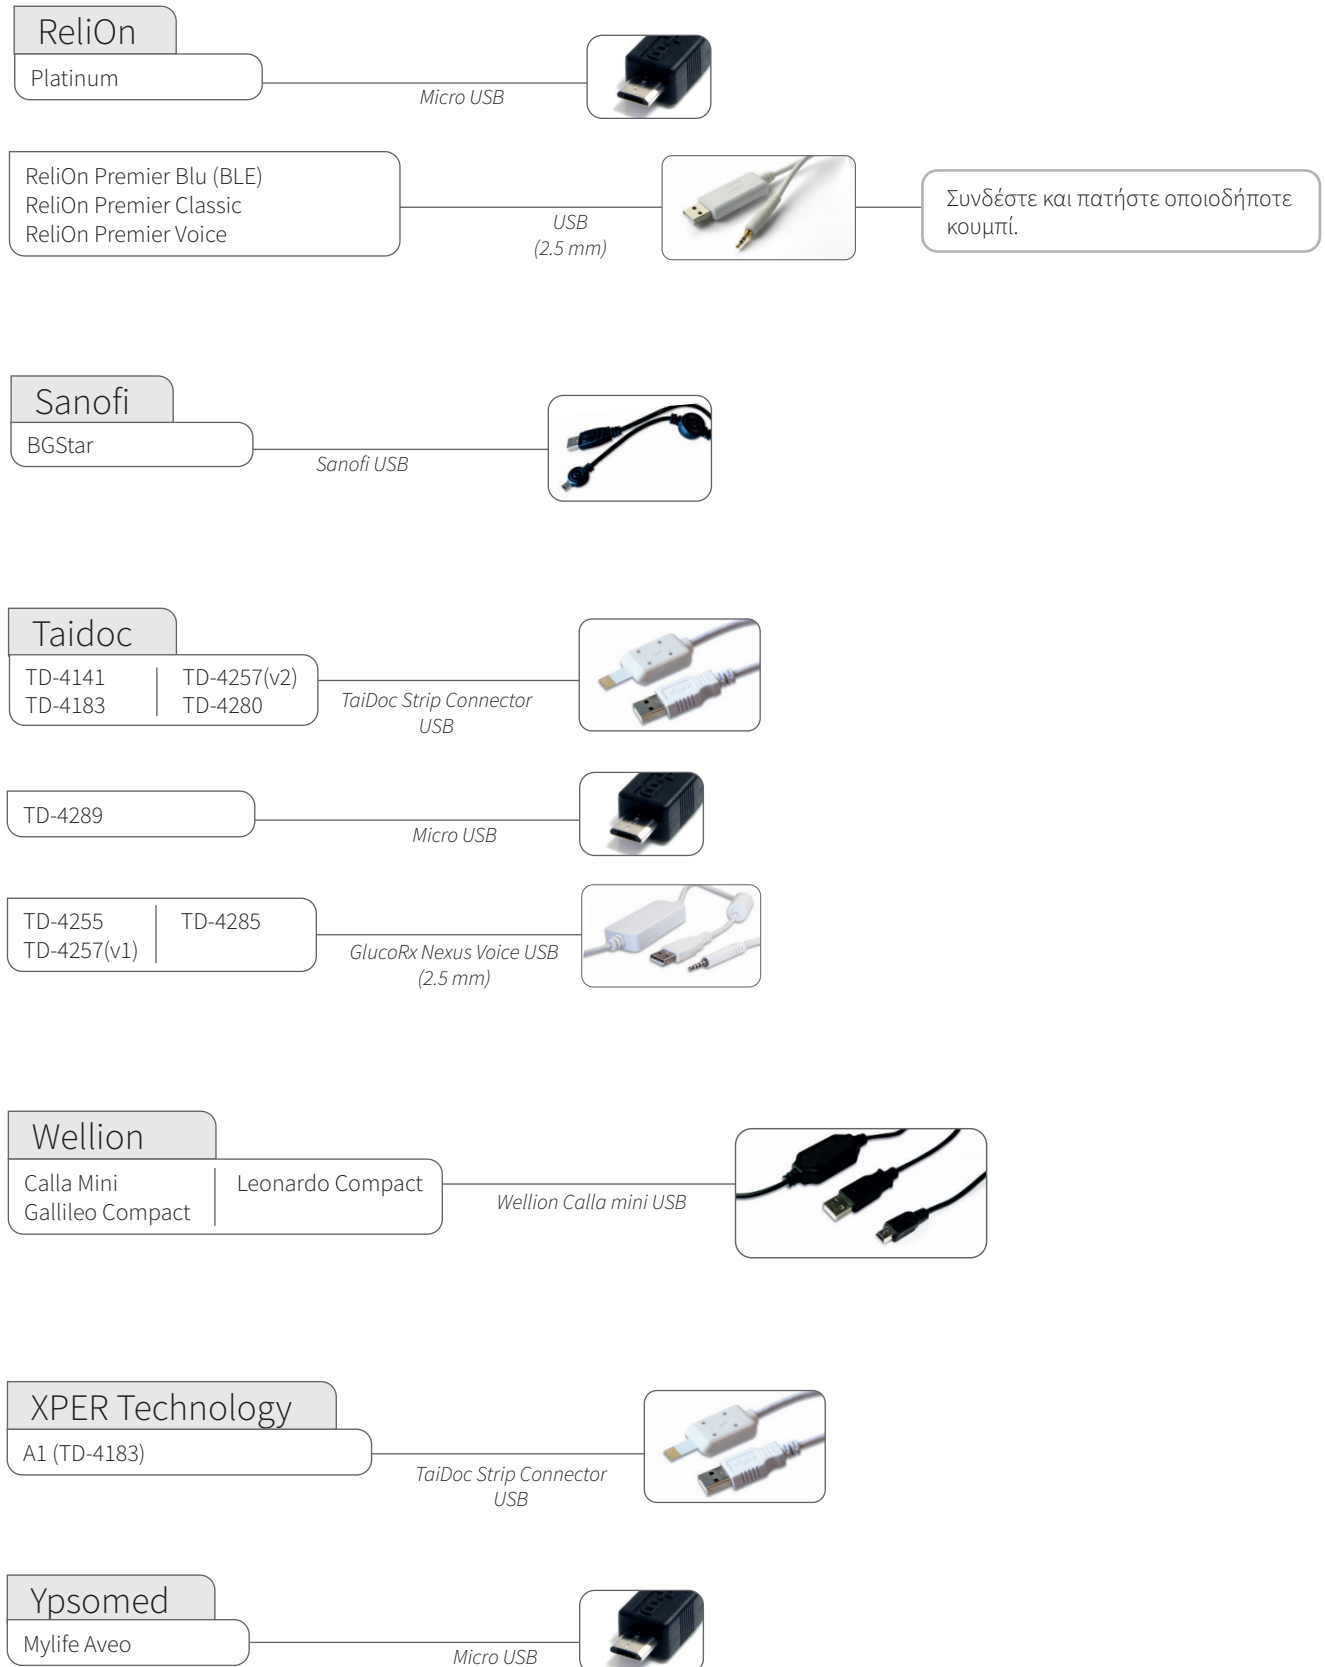 ReliOn
Platinum
Micro USB
ReliOn Premier Blu (BLE)
ReliOn Premier Classic
ReliOn Premier Voice
USB
(2.5 mm)
Συνδέστε και πατήστε οποιοδήποτε
κουμπί.
Sanofi
BGStar
Sanofi USB
Taidoc
TD-4141
TD-4183
TD-4257(v2)
TD-4280
TaiDoc Strip Connector
USB
TD-4289
Micro USB
TD-4255
TD-4257(v1)
TD-4285
GlucoRx Nexus Voice USB
(2.5 mm)
Wellion
Calla Mini
Gallileo Compact
Leonardo Compact
Wellion Calla mini USB
XPER Technology
A1 (TD-4183)
TaiDoc Strip Connector
USB
Ypsomed
Mylife Aveo
Micro USB